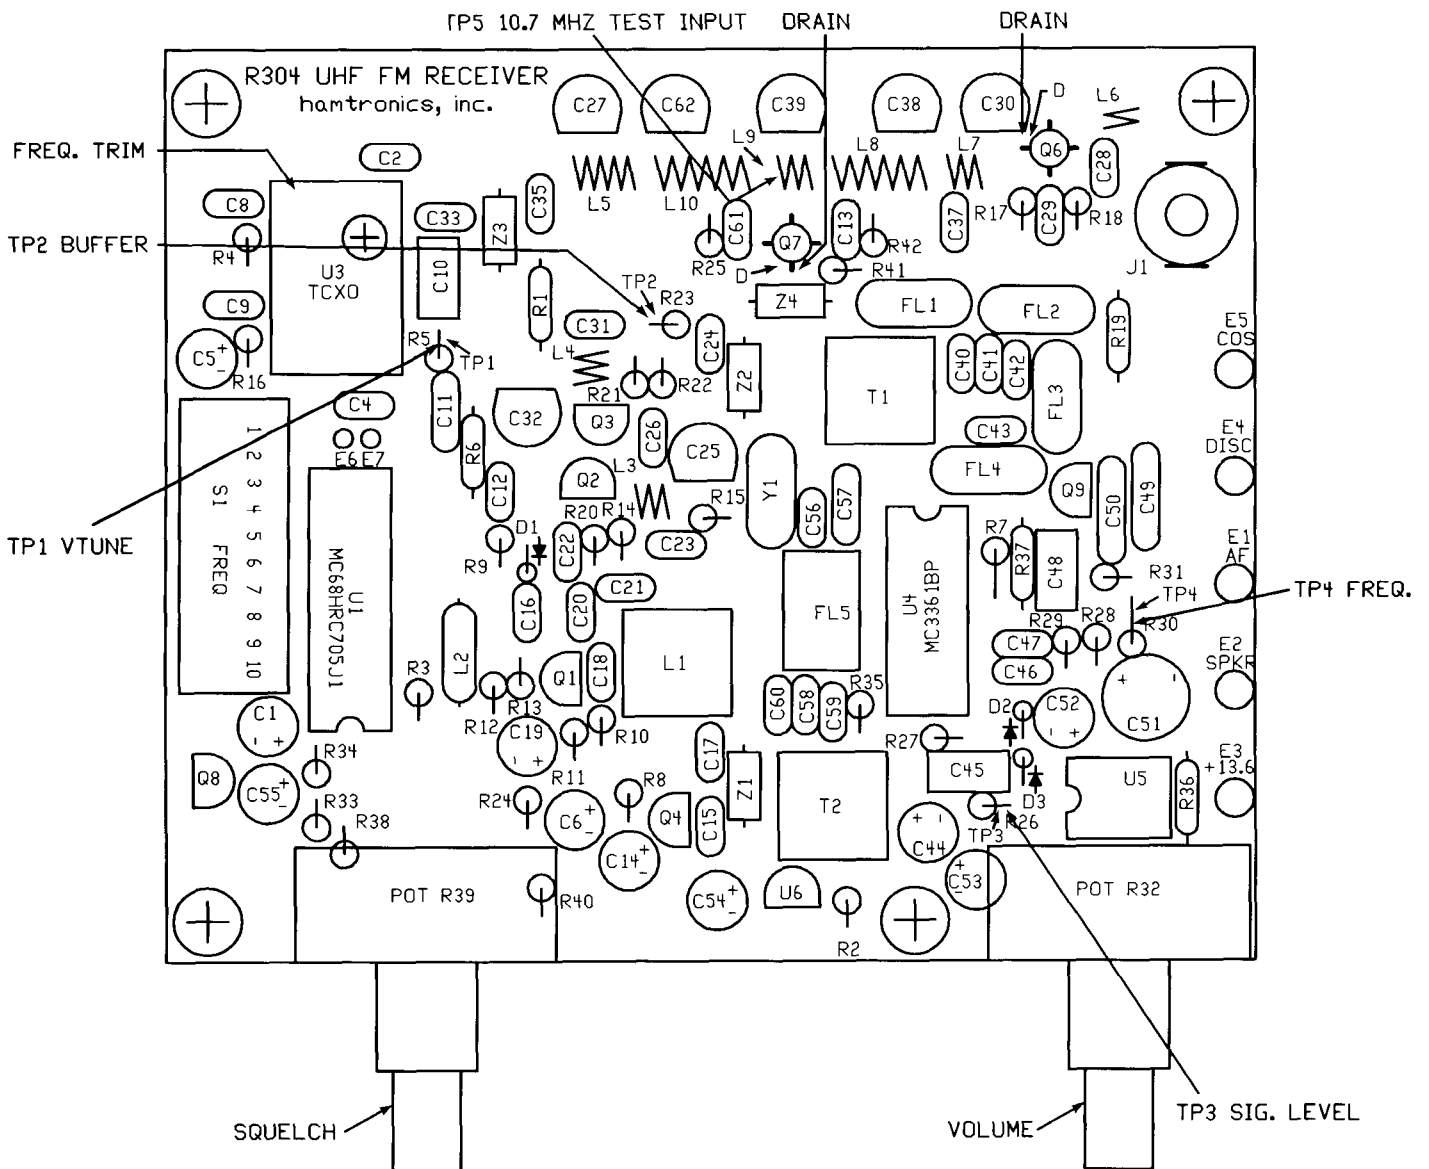 TP5 10.7 MHZ TEST INPUT
DRAIN
DRAIN
R304 UHF FM RECEIVER
hamtronics, inc.
C27
C62
C39
C38
C30
D
L6
FREQ. TRIM
C2
L9
L8
L7
Q6
C28
C8
C33
Z3
C35
L5
L10
C61
C13
C37
R17
C29
R18
TP2 BUFFER
R4
U3
TCXO
C10
R25
Q7
D
R42
R41
J1
C9
R1
TP2
R23
Z4
FL1
FL2
R19
E5
COS
C5
+
-
R16
R5
TP1
L4
C31
C24
Z2
R21
R22
T1
C40
C41
C42
FL3
C4
C11
C32
Q3
C26
C25
C43
E4
DISC
E6
E7
R6
Q2
L3
Y1
FL4
Q9
C50
C49
S1
FREQ
1
2
3
4
5
6
7
8
9
10
C12
D1
R20
R14
R15
C56
C57
TP1 VTUNE
MC68HRC705J1
U1
R9
C22
C23
R7
R37
C48
E1
AF
R31
TP4
TP4 FREQ.
C16
C20
C21
FL5
U4
MC3361BP
R29
R28
R30
C47
C46
E2
SPKR
R3
L2
Q1
C18
L1
R35
C60
C58
C59
R12
R13
D2
C52
+
-
+
-
C51
C1
-
+
C19
+
-
R10
R11
C17
R27
C45
E3
+13.6
Q8
C55
+
-
R34
R33
R38
R24
C6
+
-
R8
Q4
C15
Z1
T2
D3
U5
R36
TP3
R26
C14
+
-
C44
+
-
C53
+
-
POT R39
R40
C54
+
-
U6
R2
POT R32
SQUELCH
VOLUME
TP3 SIG. LEVEL